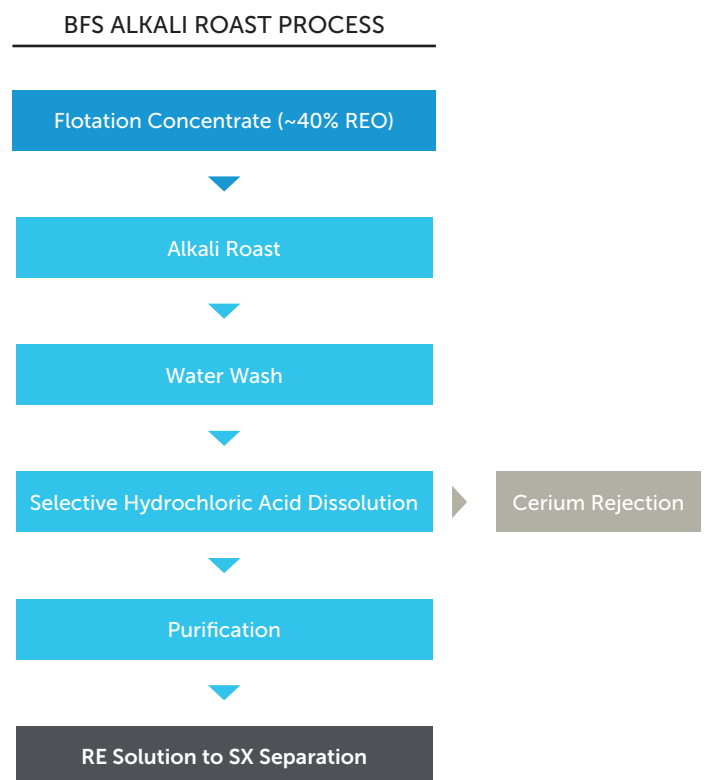 BFS ALKALI ROAST PROCESS
Flotation Concentrate (~40% REO)
Alkali Roast
Water Wash
Selective Hydrochloric Acid Dissolution
Cerium Rejection
Purification
RE Solution to SX Separation